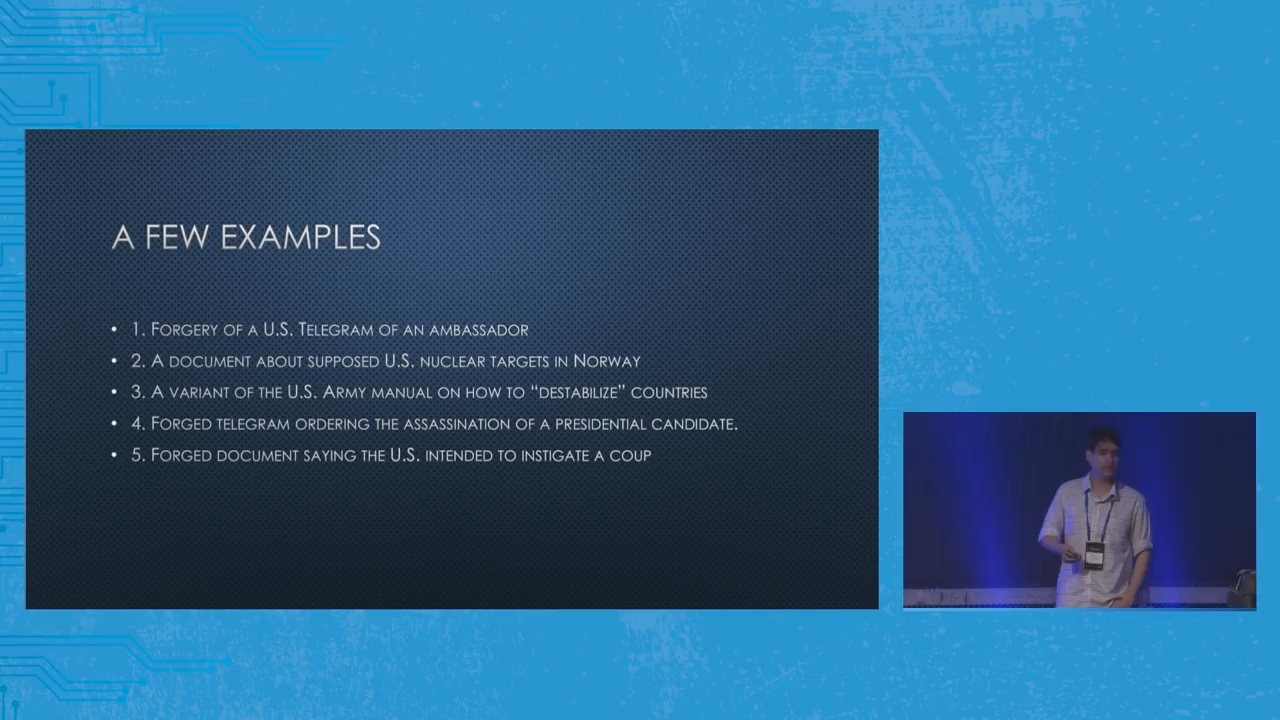 A FEW EXAMPLES
• 1. Forgery of a U.S. Telegram of an ambassador
• 2. A document about supposed U.S. nuclear targets in Norway
• 3. A variant of the U.S. Army manual on how to “destabilize” countries
• 4. Forged telegram ordering the assassination of a presidential candidate.
• 5. Forged document saying the U.S. intended to instigate a coup